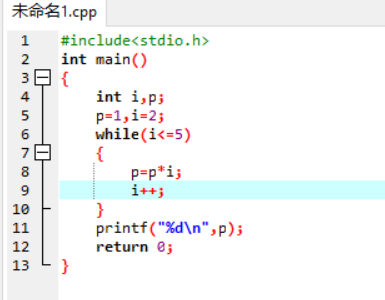 未命名1.cpp
1 #include<stdio.h>
2 int main()
3 {
4 int i,p;
5 p=1,i=2;
6 while(i<=5)
7 {
8 p=p*i;
9 i++;
10 }
11 printf("%d\n",p);
12 return 0;
13 }